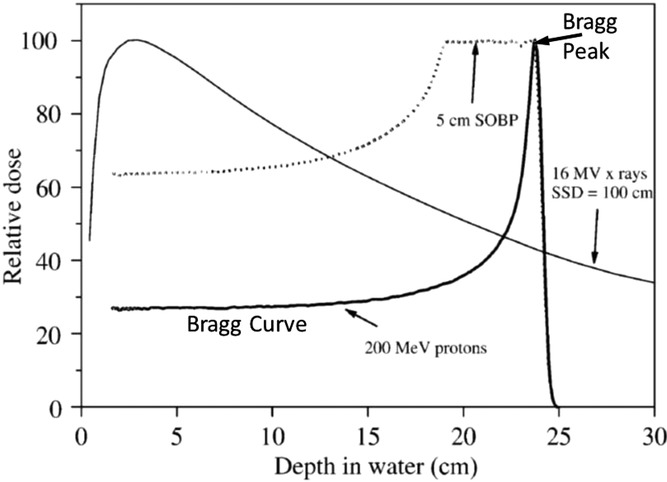 Bragg
Peak
100
80
60
40
20
0
Relative dose
5 cm SOBP
16 MV x rays
SSD = 100 cm
Bragg Curve
200 MeV protons
0 5 10 15 20 25 30
Depth in water (cm)